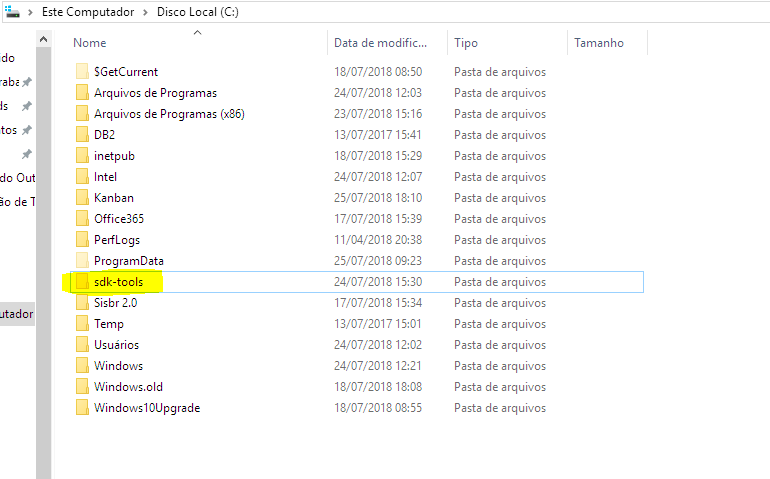 Este Computador > Disco Local (C:)
Nome Data de modific... Tipo Tamanho
$GetCurrent 18/07/2018 08:50 Pasta de arquivos
ido
Arquivos de Programas 24/07/2018 12:03 Pasta de arquivos
raba
Arquivos de Programas (x86) 23/07/2018 15:16 Pasta de arquivos
ds
DB2 13/07/2017 15:41 Pasta de arquivos
ntos
inetpub 18/07/2018 15:29 Pasta de arquivos
Intel 24/07/2018 12:07 Pasta de arquivos
do Out
Kanban 25/07/2018 18:10 Pasta de arquivos
ão de T
Office365 17/07/2018 15:39 Pasta de arquivos
PerfLogs 11/04/2018 20:38 Pasta de arquivos
ProgramData 25/07/2018 09:23 Pasta de arquivos
sdk-tools 24/07/2018 15:30 Pasta de arquivos
Sisbr 2.0 17/07/2018 15:34 Pasta de arquivos
utador
Temp 13/07/2017 15:01 Pasta de arquivos
Usuários 24/07/2018 12:02 Pasta de arquivos
Windows 24/07/2018 12:21 Pasta de arquivos
Windows.old 18/07/2018 18:08 Pasta de arquivos
Windows10Upgrade 18/07/2018 08:55 Pasta de arquivos